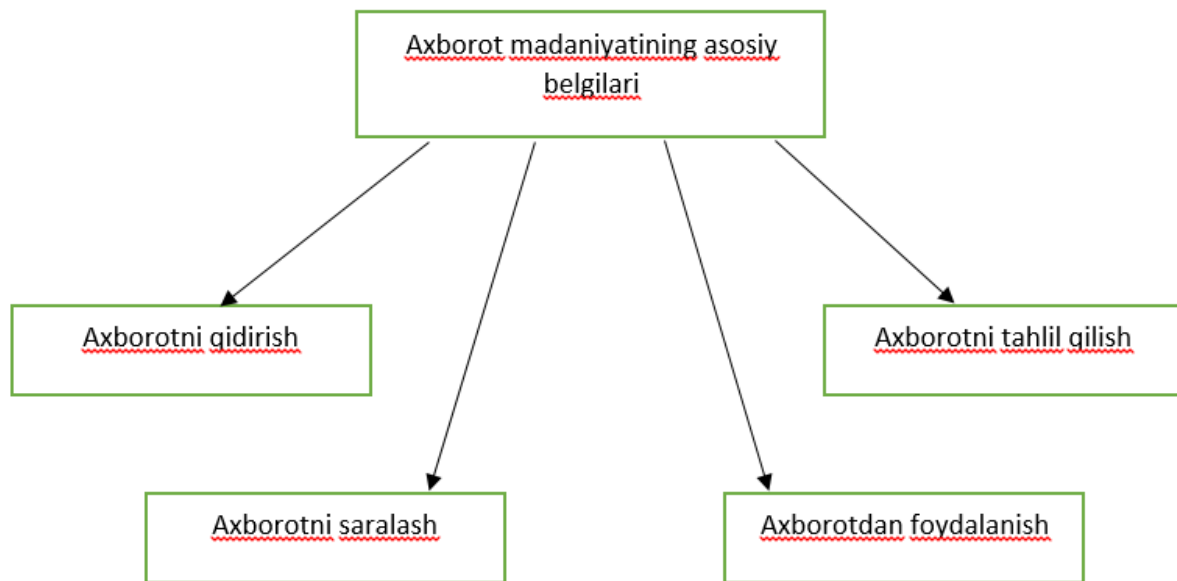 Axborot madaniyatining asosiy
belgilari
Axborotni qidirish
Axborotni tahlil qilish
Axborotni saralash
Axborotdan foydalanish